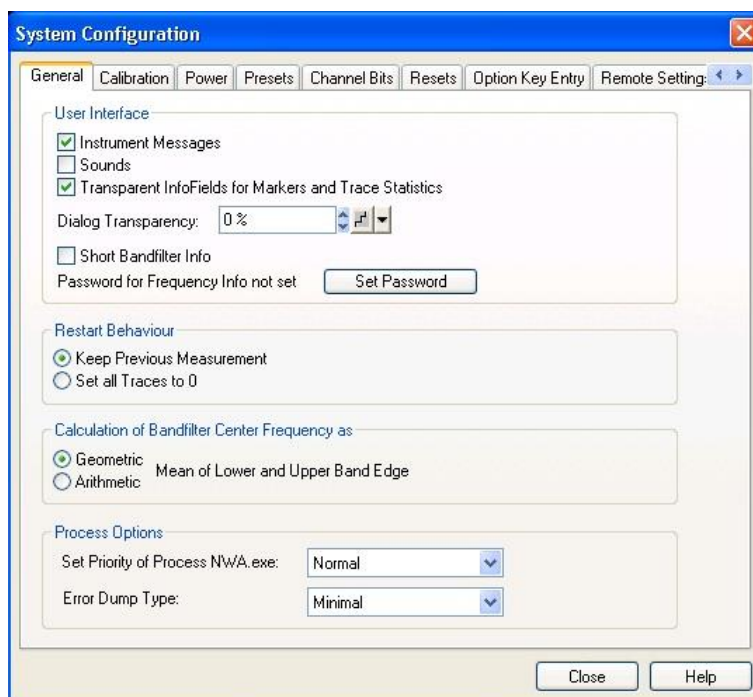 System Configuration
General Calibration Power Presets Channel Bits Resets Option Key Entry Remote Setting
User Interface
Instrument Messages
Sounds
Transparent InfoFields for Markers and Trace Statistics
Dialog Transparency: 0 %
Short Bandfilter Info
Password for Frequency Info not set Set Password
Restart Behaviour
Keep Previous Measurement
Set all Traces to 0
Calculation of Bandfilter Center Frequency as
Geometric
Mean of Lower and Upper Band Edge
Arithmetic
Process Options
Set Priority of Process NWA.exe: Normal
Error Dump Type: Minimal
Close Help